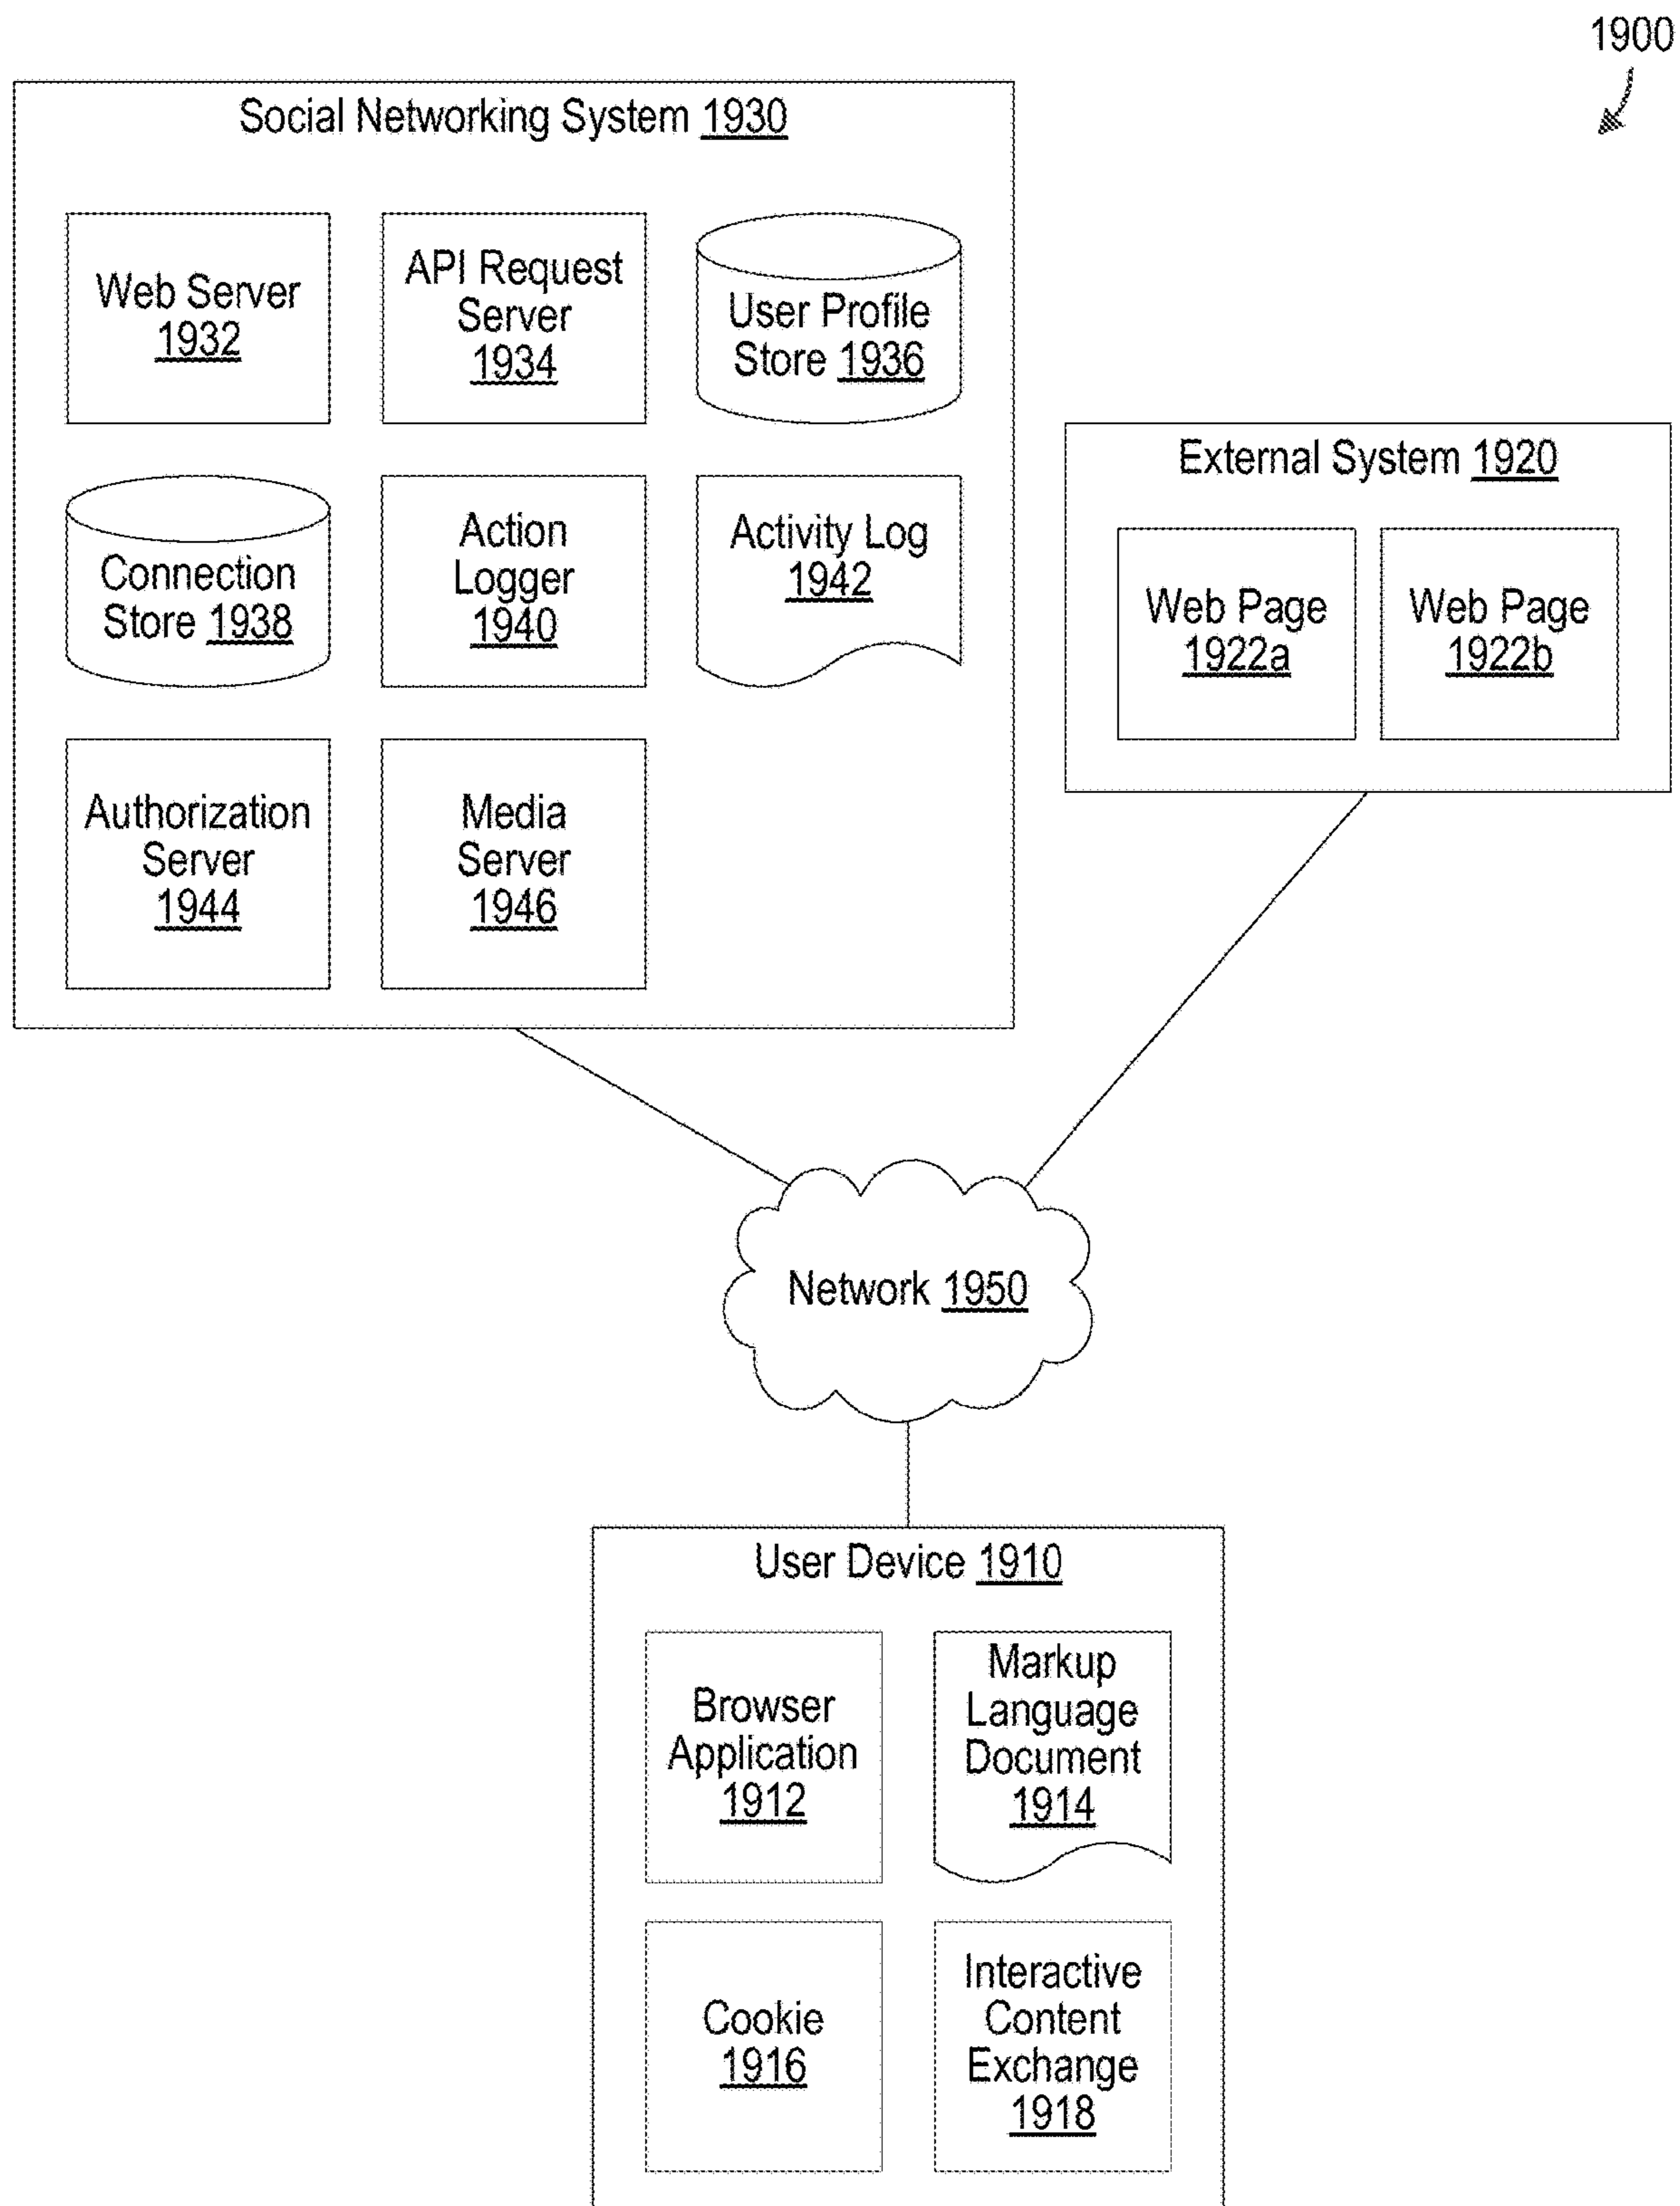 1900
Social Networking System 1930
Web Server
1932
API Request
Server
1934
User Profile
Store 1936
Connection
Store 1938
Action
Logger
1940
Activity Log
1942
Authorization
Server
1944
Media
Server
1946
External System 1920
Web Page
1922a
Web Page
1922b
Network 1950
User Device 1910
Browser
Application
1912
Markup
Language
Document
1914
Cookie
1916
Interactive
Content
Exchange
1918